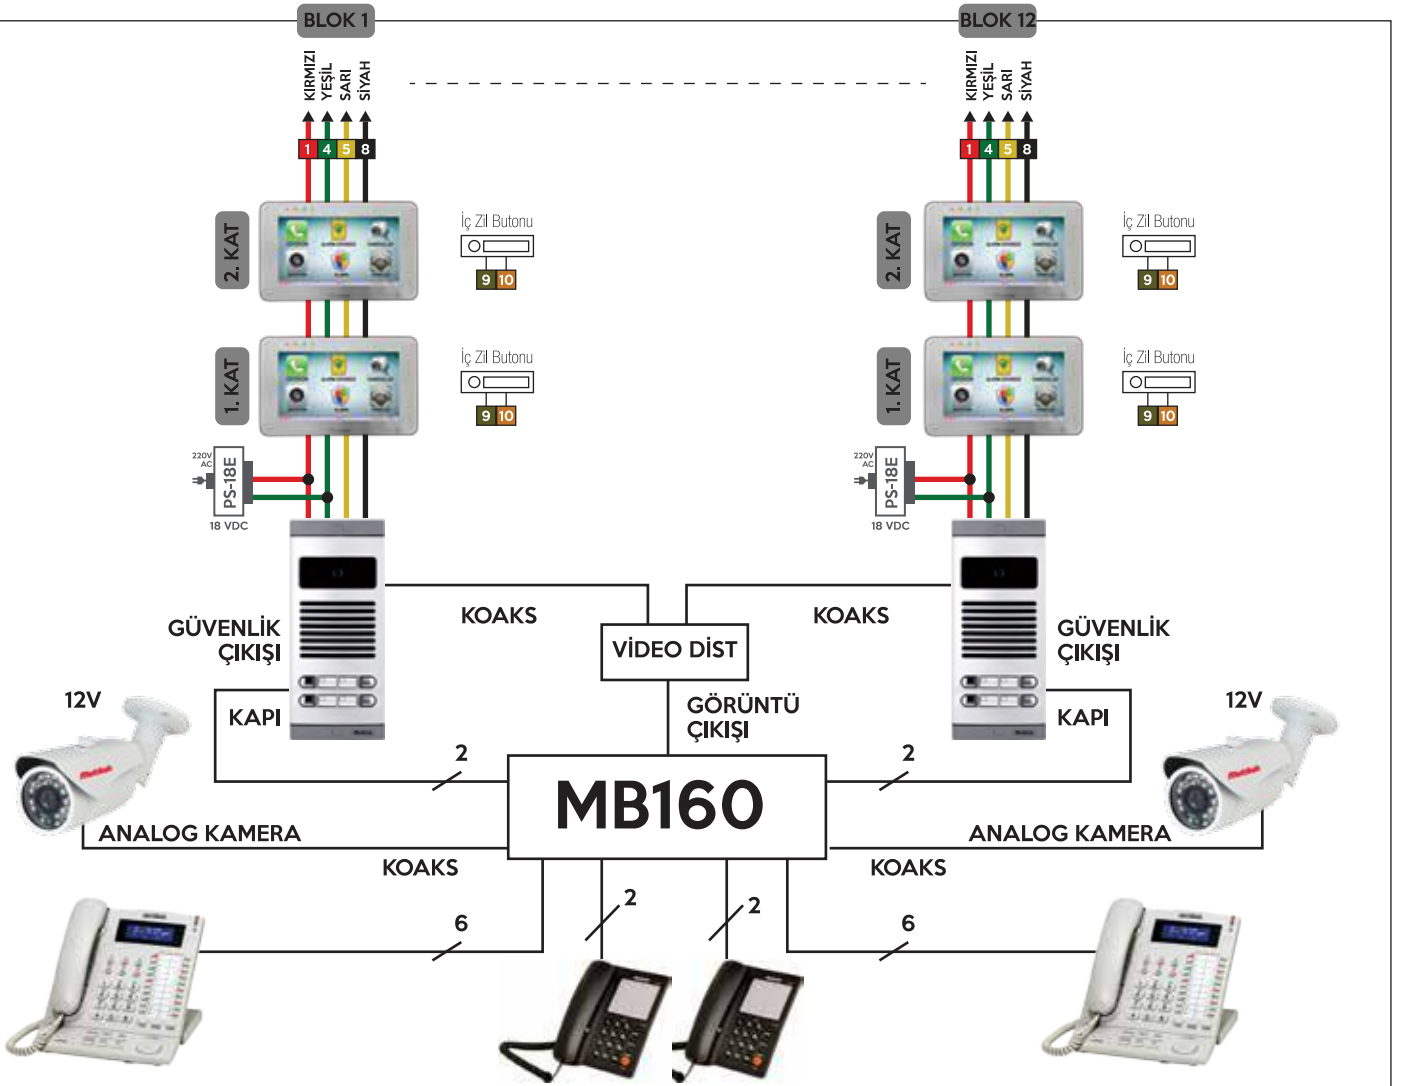 BLOK 1
BLOK 12
KIRMIZI
YEŞİL
SARI
SİYAH
KIRMIZI
YEŞİL
SARI
SİYAH
1 4 5 8
1 4 5 8
2. KAT
İç Zil Butonu
9 10
2. KAT
İç Zil Butonu
9 10
1. KAT
İç Zil Butonu
9 10
1. KAT
İç Zil Butonu
9 10
220V
AC
PS-18E
18 VDC
220V
AC
PS-18E
18 VDC
KOAKS
KOAKS
GÜVENLİK
ÇIKIŞI
VİDEO DİST
GÜVENLİK
ÇIKIŞI
12V
KAPI
GÖRÜNTÜ
ÇIKIŞI
KAPI
12V
2
2
MB160
ANALOG KAMERA
ANALOG KAMERA
KOAKS
KOAKS
6
2
2
6